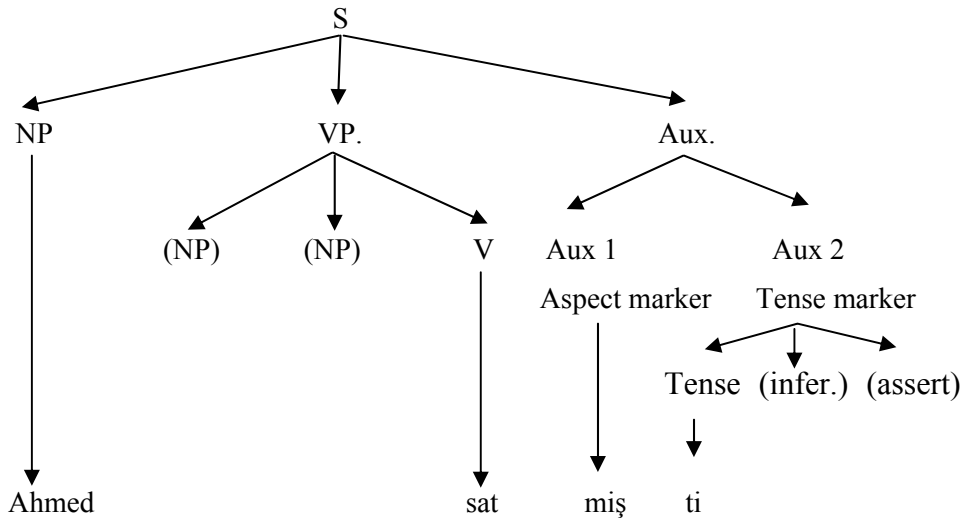 S
NP VP. Aux.
(NP) (NP) V Aux 1 Aux 2
Aspect marker Tense marker
Tense (infer.) (assert)
Ahmed sat miş ti